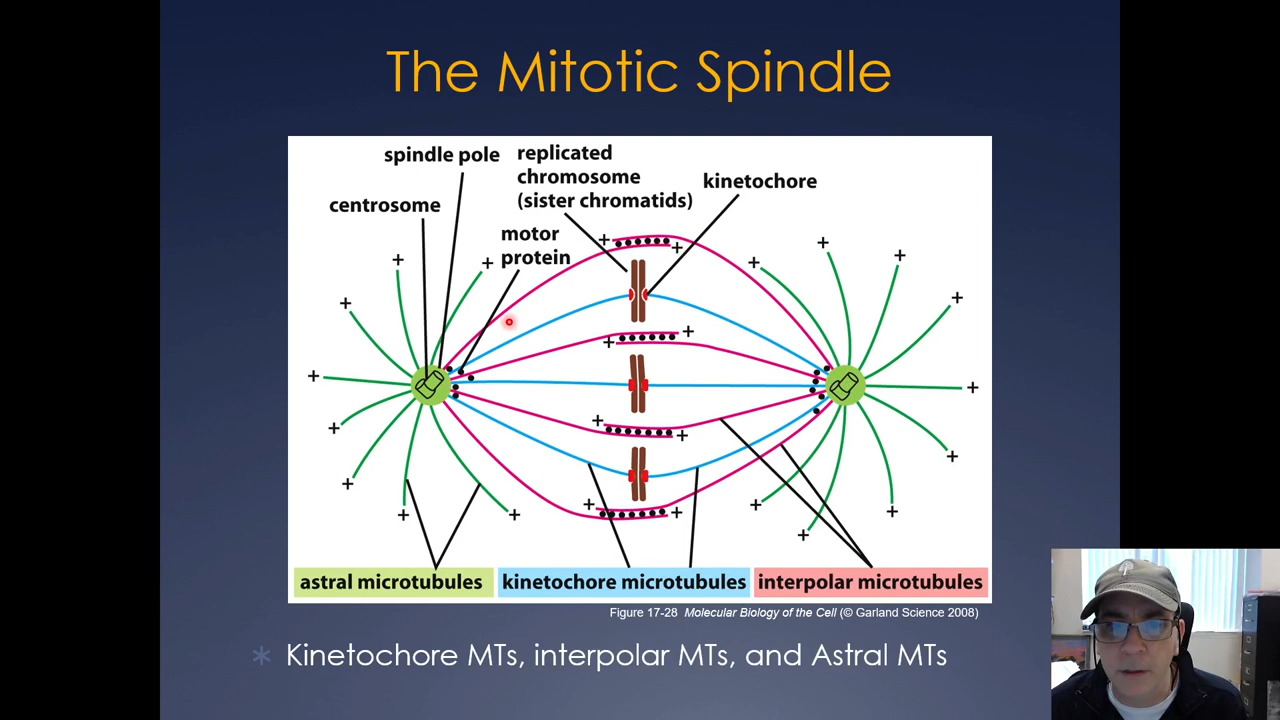 The Mitotic Spindle
spindle pole
replicated
chromosome
(sister chromatids)
kinetochore
centrosome
motor
protein
astral microtubules
kinetochore microtubules
interpolar microtubules
Figure 17-28 Molecular Biology of the Cell (© Garland Science 2008)
Kinetochore MTs, interpolar MTs, and Astral MTs